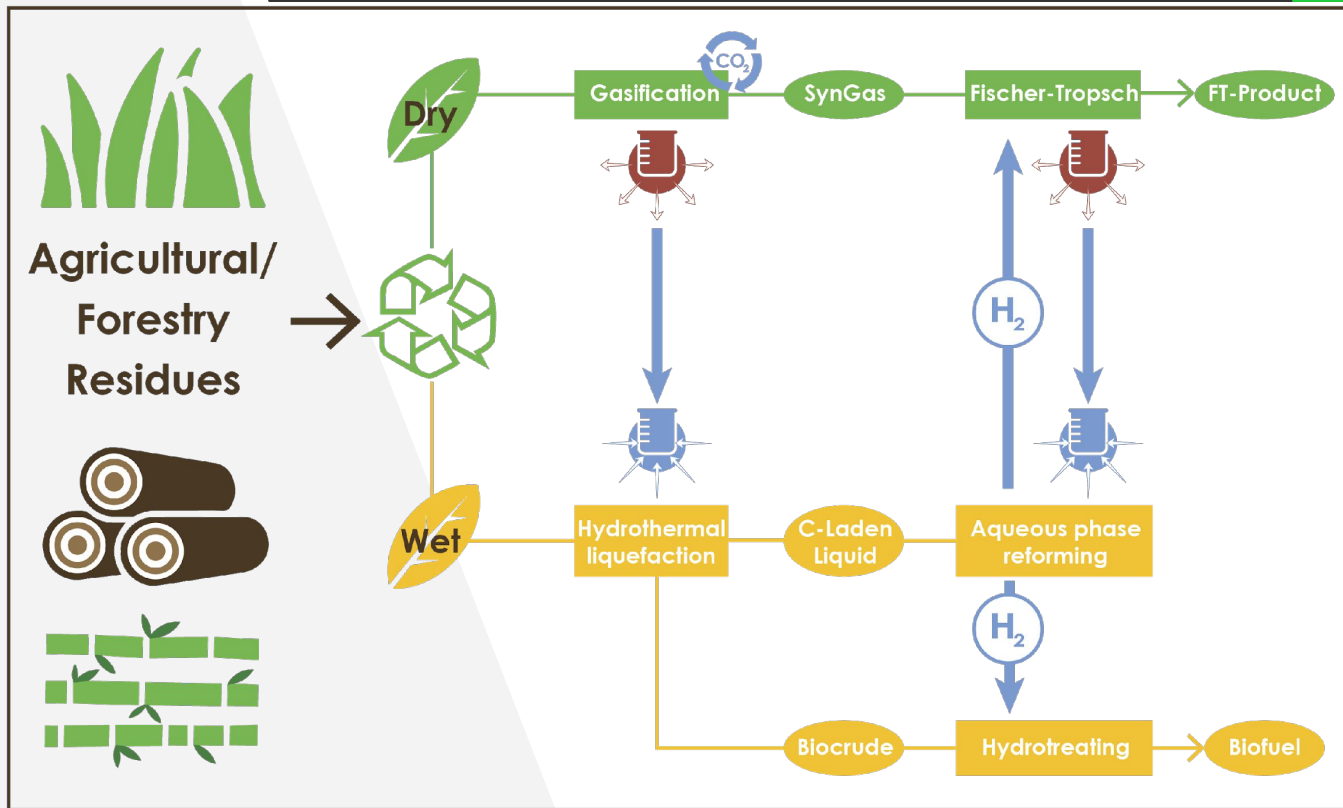 Agricultural/
Forestry
Residues
Dry
Gasification
CO₂
SynGas
Fischer-Tropsch
FT-Product
H₂
Wet
Hydrothermal
liquefaction
C-Laden
Liquid
Aqueous phase
reforming
H₂
Biocrude
Hydrotreating
Biofuel